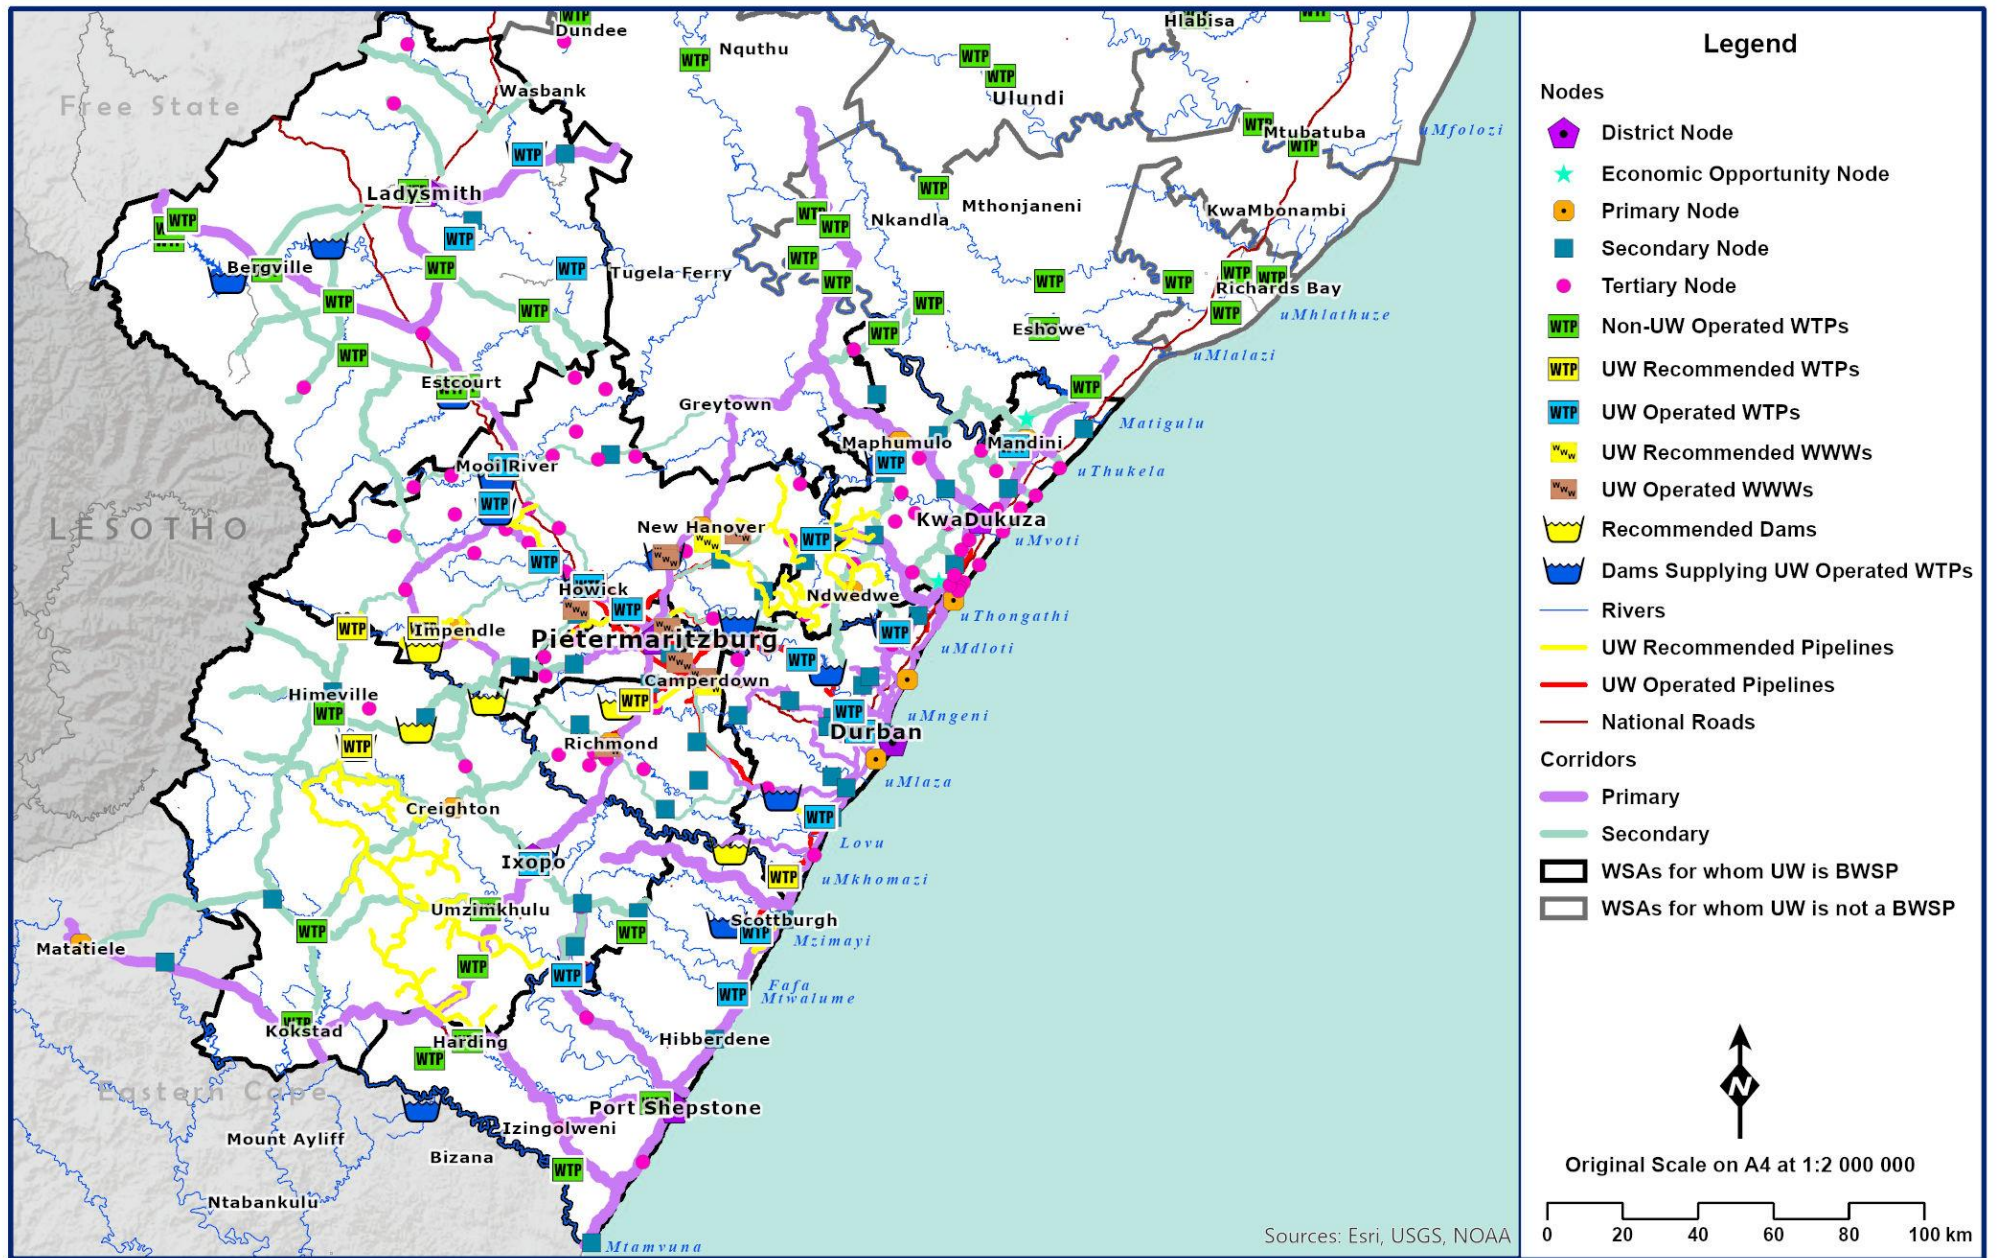 Dundee
Nquthu
Hlabisa
Free State
Wasbank
Ulundi
Mtubatuba
uMfolozi
Ladysmith
Nkandla
Mthonjaneni
KwaMbonambi
Bergville
Tugela Ferry
Richards Bay
uMhlathuze
Eshowe
uMlalazi
Estcourt
Greytown
Matigulu
Maphumulo
Mandini
Mooi River
uThukela
LESOTHO
New Hanover
KwaDukuza
uMvoti
Howick
Ndwedwe
uThongathi
Impendle
Pietermaritzburg
uMdloti
Camperdown
Himeville
uMngeni
Richmond
Durban
uMlaza
Creighton
Lovu
Ixopo
uMkhomazi
Umzimkhulu
Scottburgh
Mzimayi
Matatiele
Fafa
Mtwalume
Kokstad
Harding
Hibberdene
Eastern Cape
Port Shepstone
Izingolweni
Mount Ayliff
Bizana
Ntabankulu
Mtamvuna
Sources: Esri, USGS, NOAA
Legend
Nodes
District Node
Economic Opportunity Node
Primary Node
Secondary Node
Tertiary Node
WTP Non-UW Operated WTPs
WTP UW Recommended WTPs
WTP UW Operated WTPs
www UW Recommended WWWs
www UW Operated WWWs
Recommended Dams
Dams Supplying UW Operated WTPs
Rivers
UW Recommended Pipelines
UW Operated Pipelines
National Roads
Corridors
Primary
Secondary
WSAs for whom UW is BWSP
WSAs for whom UW is not a BWSP
N
Original Scale on A4 at 1:2 000 000
0 20 40 60 80 100 km